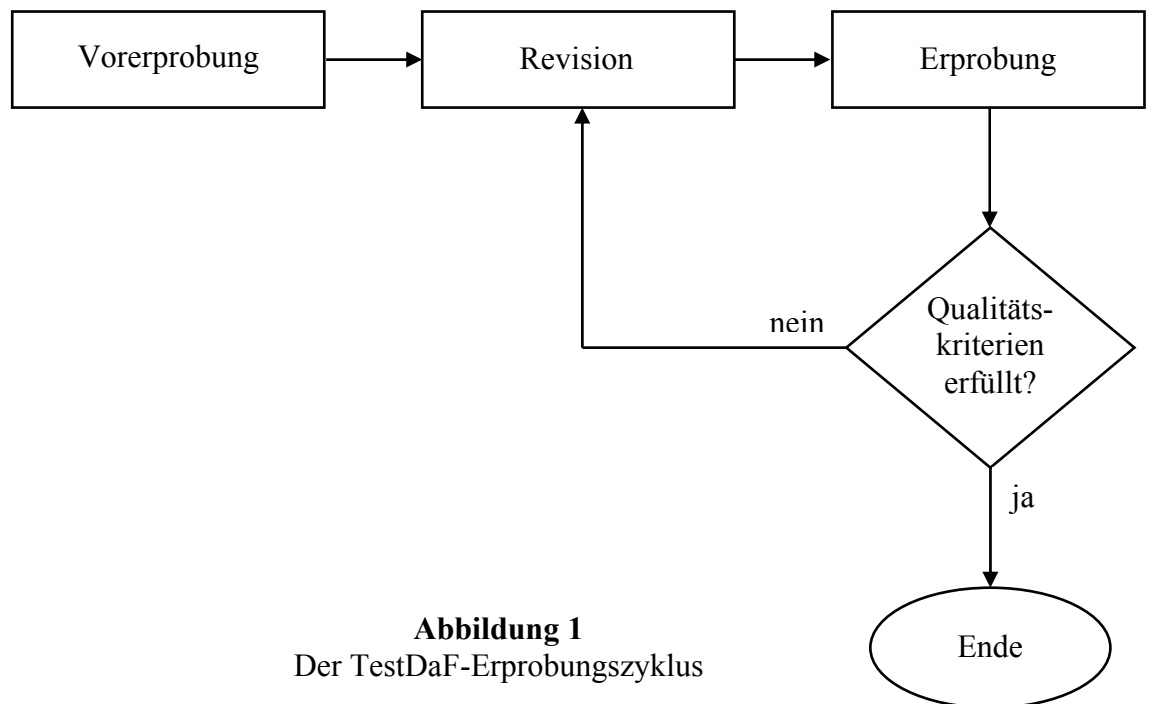 Vorerprobung
Revision
Erprobung
Qualitäts-
kriterien
erfüllt?
nein
ja
Ende
Abbildung 1
Der TestDaF-Erprobungszyklus